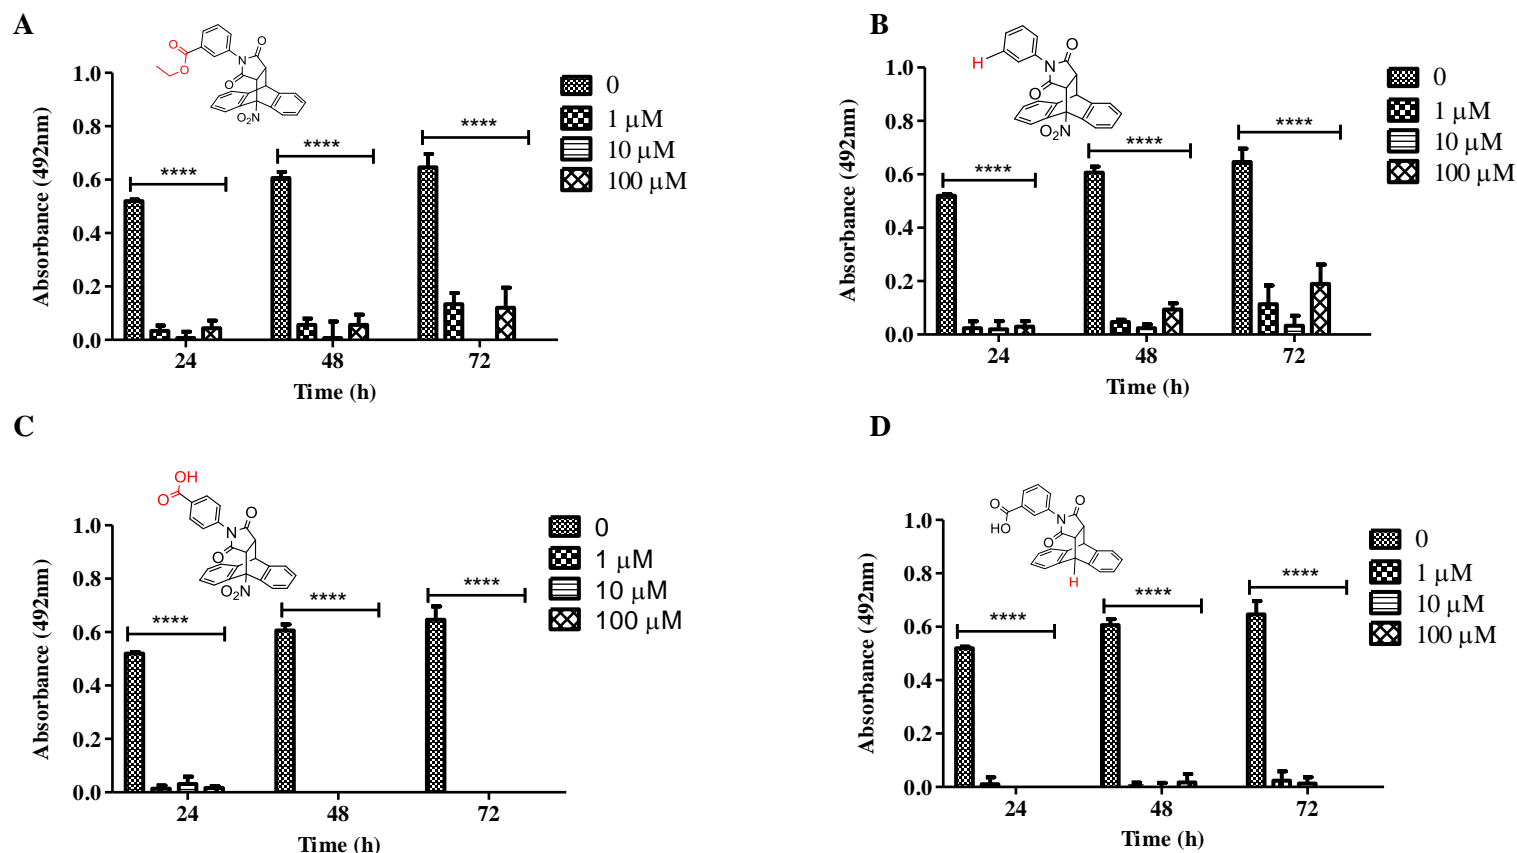 A
O
O
O
N
O
O₂N
1.0
0.8
0.6
0.4
0.2
0.0
Absorbance (492nm)
****
****
****
24
48
72
Time (h)
0
1 μM
10 μM
100 μM
B
H
O
N
O
O₂N
1.0
0.8
0.6
0.4
0.2
0.0
Absorbance (492nm)
****
****
****
24
48
72
Time (h)
0
1 μM
10 μM
100 μM
C
OH
O
O
N
O
O₂N
1.0
0.8
0.6
0.4
0.2
0.0
Absorbance (492nm)
****
****
****
24
48
72
Time (h)
0
1 μM
10 μM
100 μM
D
O
HO
O
N
O
H
1.0
0.8
0.6
0.4
0.2
0.0
Absorbance (492nm)
****
****
****
24
48
72
Time (h)
0
1 μM
10 μM
100 μM